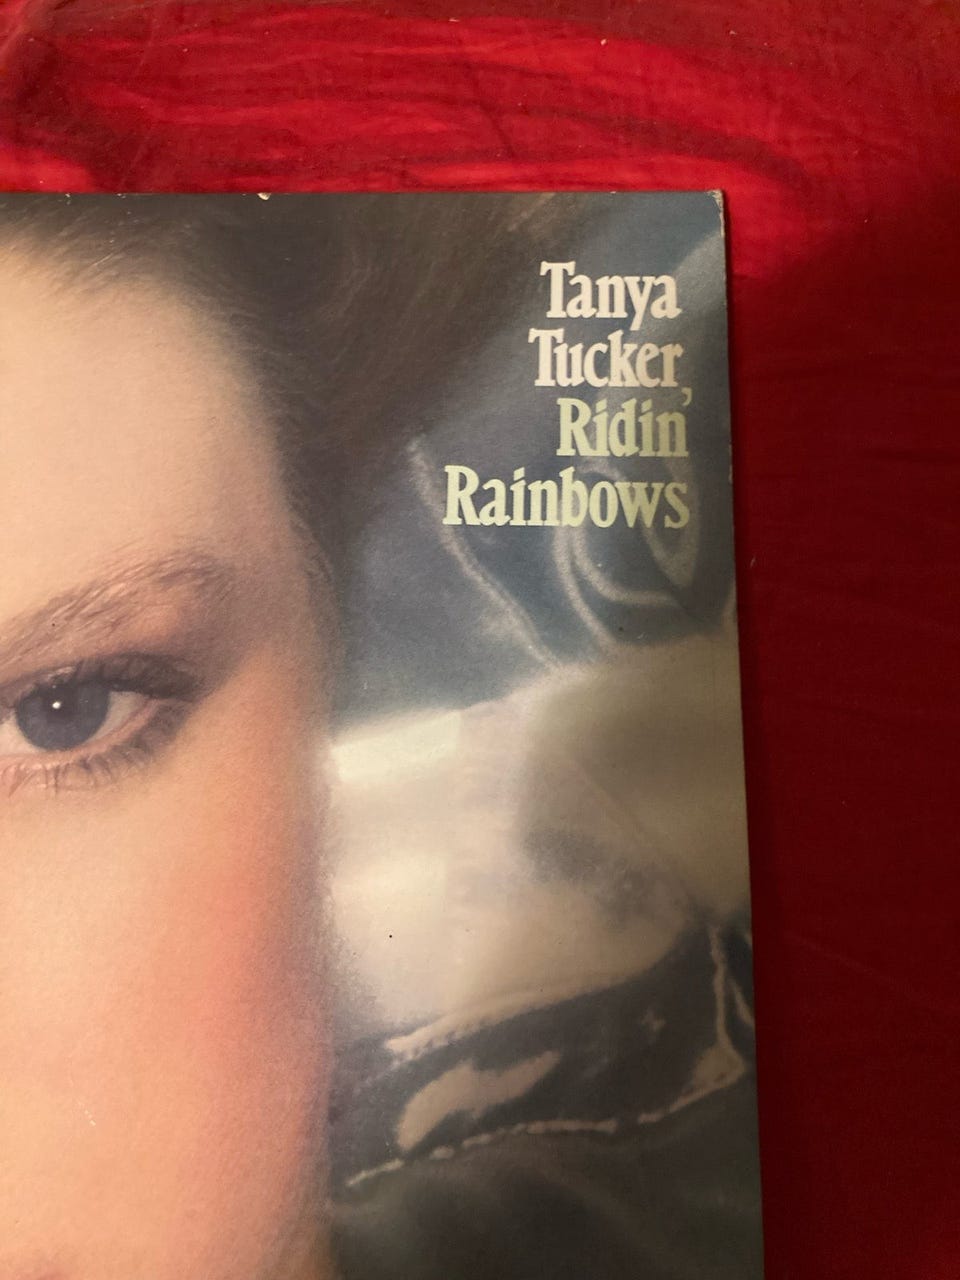 Tanya
Tucker
Ridin'
Rainbows